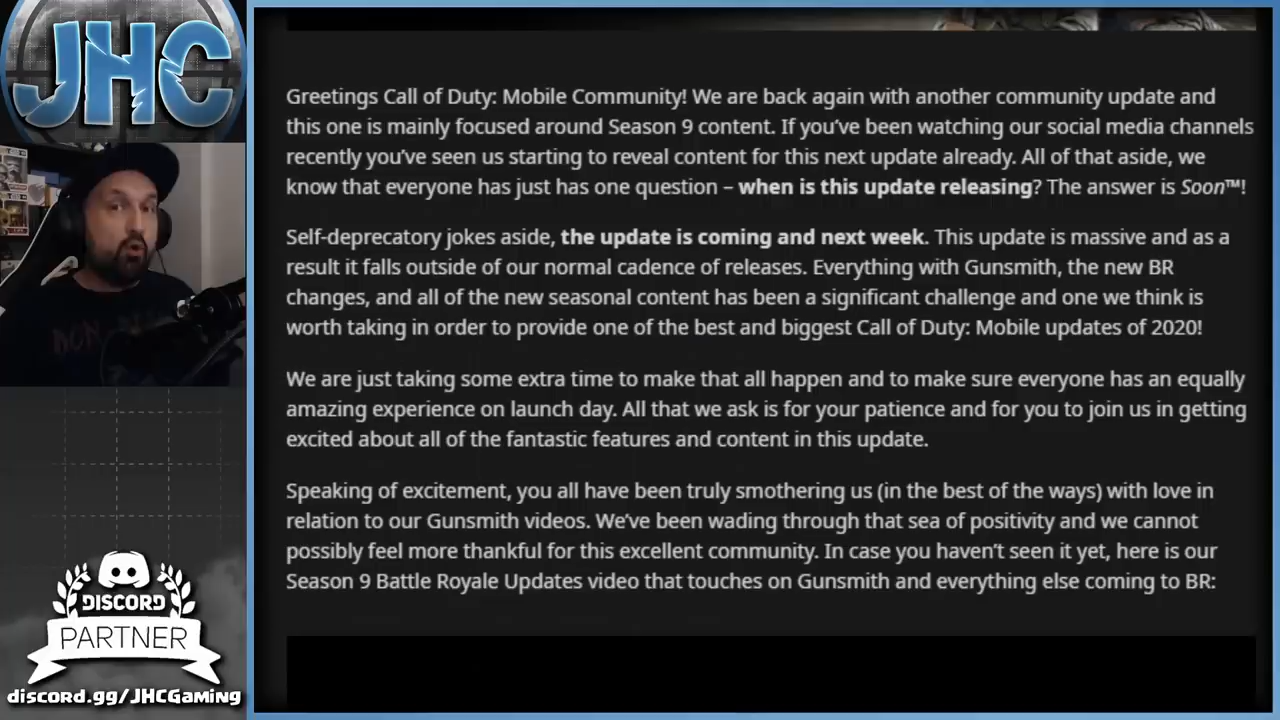 JHC
Greetings Call of Duty: Mobile Community! We are back again with another community update and
this one is mainly focused around Season 9 content. If you've been watching our social media channels
recently you've seen us starting to reveal content for this next update already. All of that aside, we
know that everyone has just has one question – when is this update releasing? The answer is Soon™!
Self-deprecatory jokes aside, the update is coming and next week. This update is massive and as a
result it falls outside of our normal cadence of releases. Everything with Gunsmith, the new BR
changes, and all of the new seasonal content has been a significant challenge and one we think is
worth taking in order to provide one of the best and biggest Call of Duty: Mobile updates of 2020!
We are just taking some extra time to make that all happen and to make sure everyone has an equally
amazing experience on launch day. All that we ask is for your patience and for you to join us in getting
excited about all of the fantastic features and content in this update.
Speaking of excitement, you all have been truly smothering us (in the best of the ways) with love in
relation to our Gunsmith videos. We've been wading through that sea of positivity and we cannot
possibly feel more thankful for this excellent community. In case you haven't seen it yet, here is our
Season 9 Battle Royale Updates video that touches on Gunsmith and everything else coming to BR:
DISCORD
PARTNER
discord.gg/JHCGaming